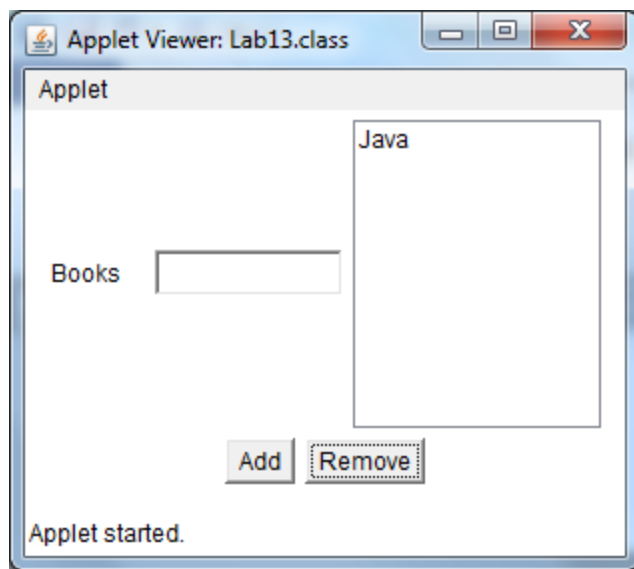 Applet Viewer: Lab13.class
Applet
Java
Books
Add Remove
Applet started.